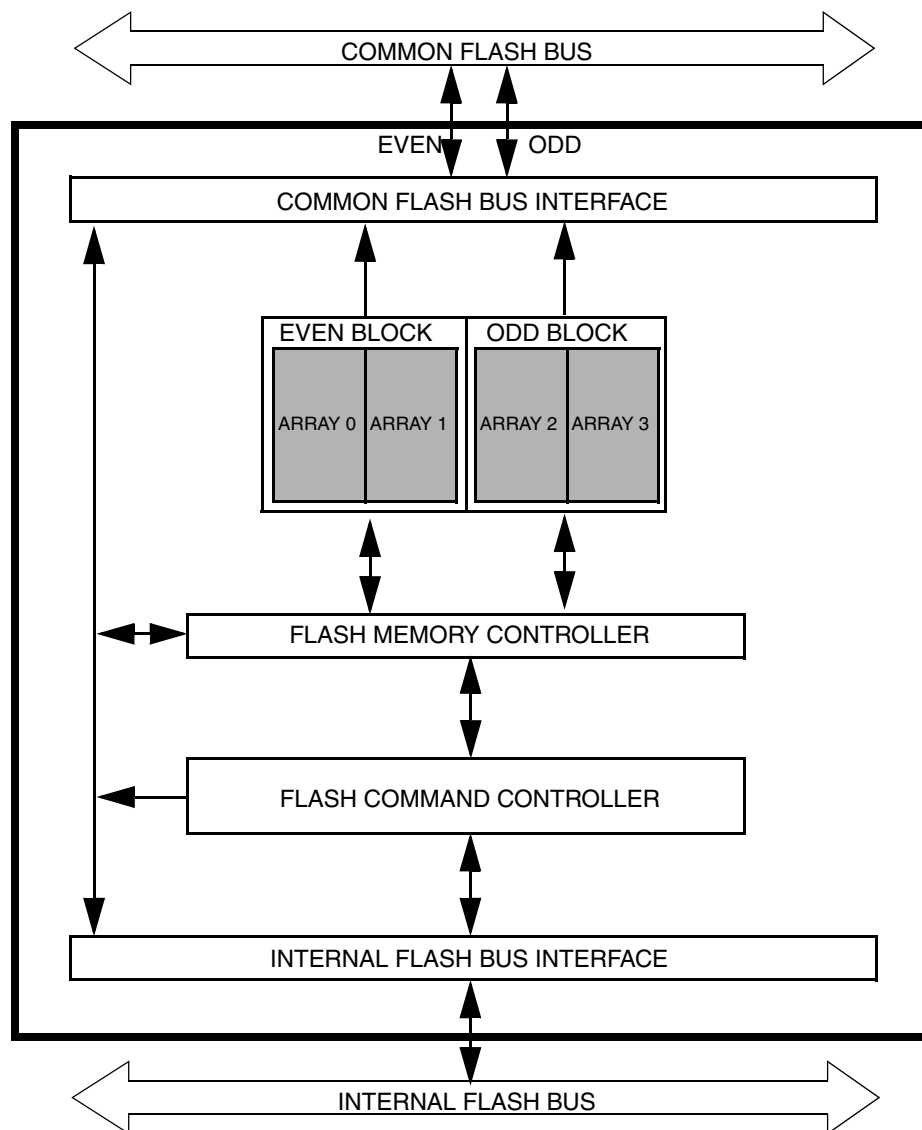 COMMON FLASH BUS
EVEN ODD
COMMON FLASH BUS INTERFACE
EVEN BLOCK ODD BLOCK
ARRAY 0 ARRAY 1 ARRAY 2 ARRAY 3
FLASH MEMORY CONTROLLER
FLASH COMMAND CONTROLLER
INTERNAL FLASH BUS INTERFACE
INTERNAL FLASH BUS